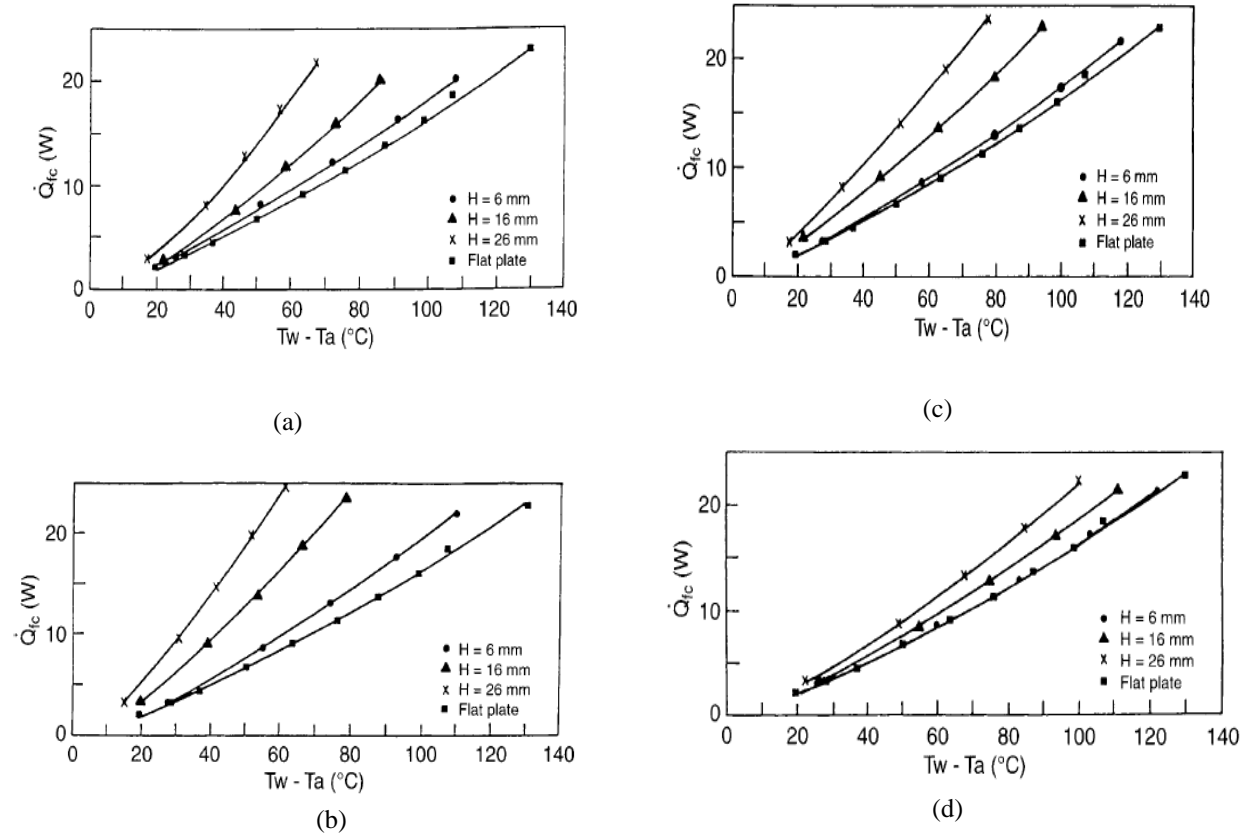 Q̇fc (W)
20
10
0
H = 6 mm
H = 16 mm
H = 26 mm
Flat plate
0 20 40 60 80 100 120 140
Tw - Ta (°C)
(a)
Q̇fc (W)
20
10
0
H = 6 mm
H = 16 mm
H = 26 mm
Flat plate
0 20 40 60 80 100 120 140
Tw - Ta (°C)
(b)
Q̇fc (W)
20
10
0
H = 6 mm
H = 16 mm
H = 26 mm
Flat plate
0 20 40 60 80 100 120 140
Tw - Ta (°C)
(c)
Q̇fc (W)
20
10
0
H = 6 mm
H = 16 mm
H = 26 mm
Flat plate
0 20 40 60 80 100 120 140
Tw - Ta (°C)
(d)